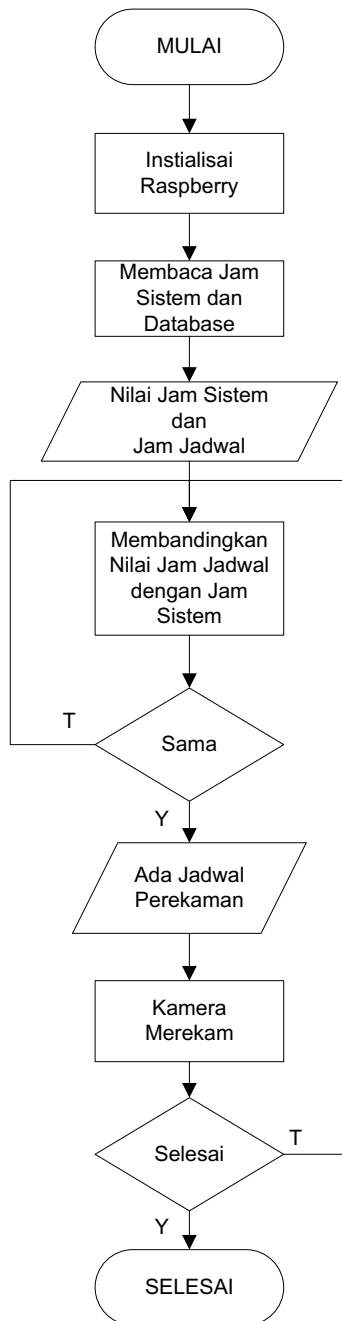 MULAI
Instialisai
Raspberry
Membaca Jam
Sistem dan
Database
Nilai Jam Sistem
dan
Jam Jadwal
Membandingkan
Nilai Jam Jadwal
dengan Jam
Sistem
T
Sama
Y
Ada Jadwal
Perekaman
Kamera
Merekam
Selesai
T
Y
SELESAI